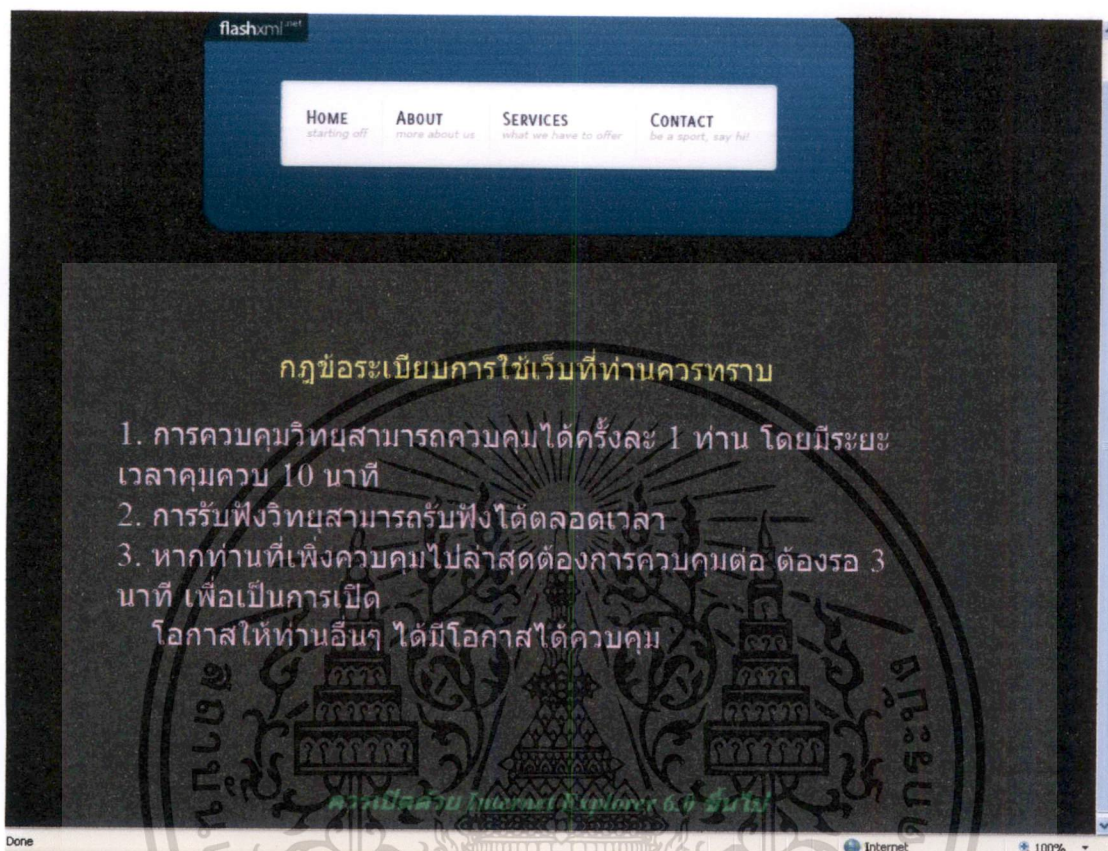 flashxml.net
HOME ABOUT SERVICES CONTACT
starting off more about us what we have to offer be a sport, say hi!
กฎข้อระเบียบการใช้เว็บที่ท่านควรทราบ
1. การควบคุมวิทยุสามารถควบคุมได้ครั้งละ 1 ท่าน โดยมีระยะ
เวลาคุมควบ 10 นาที
2. การรับฟังวิทยุสามารถรับฟังได้ตลอดเวลา
3. หากท่านที่เพิ่งควบคุมไปล่าสุดต้องการควบคุมต่อ ต้องรอ 3
นาที เพื่อเป็นการเปิด
โอกาสให้ท่านอื่นๆ ได้มีโอกาสได้ควบคุม
ควรเปิดด้วย Internet Explorer 6.0 ขึ้นไป
Done Internet 100%